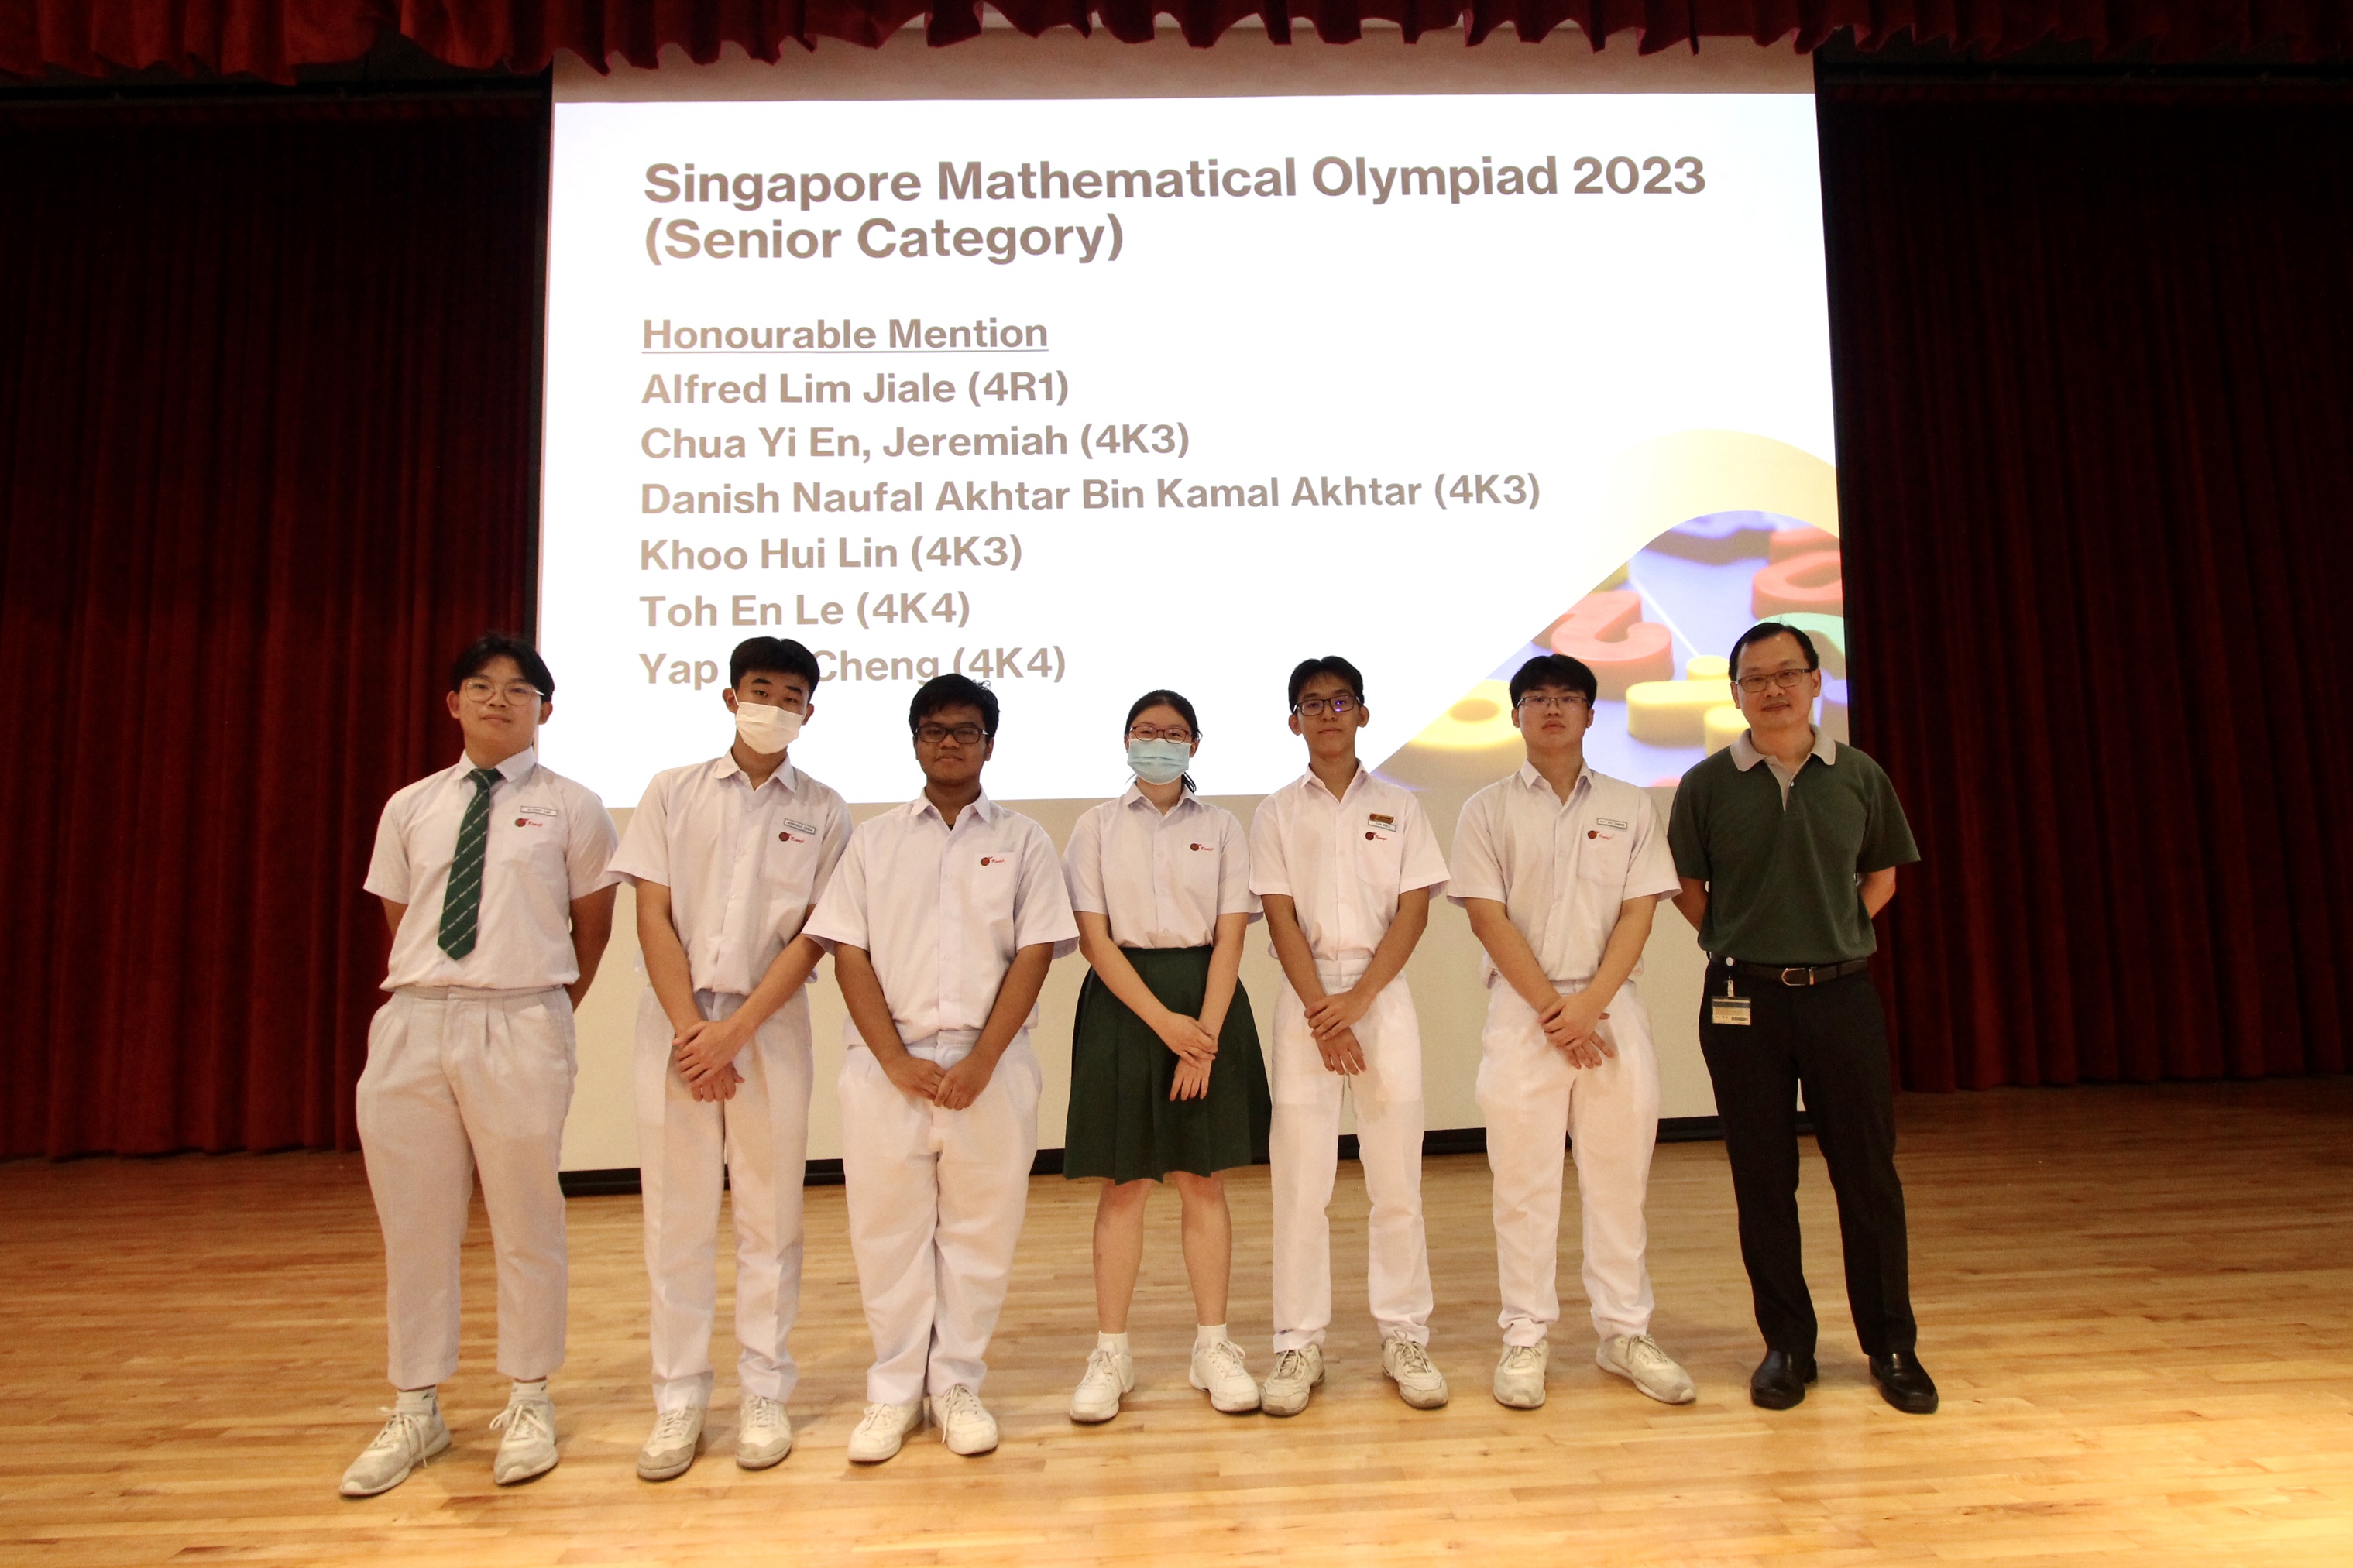 Singapore Mathematical Olympiad 2023
(Senior Category)
Honourable Mention
Alfred Lim Jiale (4R1)
Chua Yi En, Jeremiah (4K3)
Danish Naufal Akhtar Bin Kamal Akhtar (4K3)
Khoo Hui Lin (4K3)
Toh En Le (4K4)
Yap Cheng (4K4)